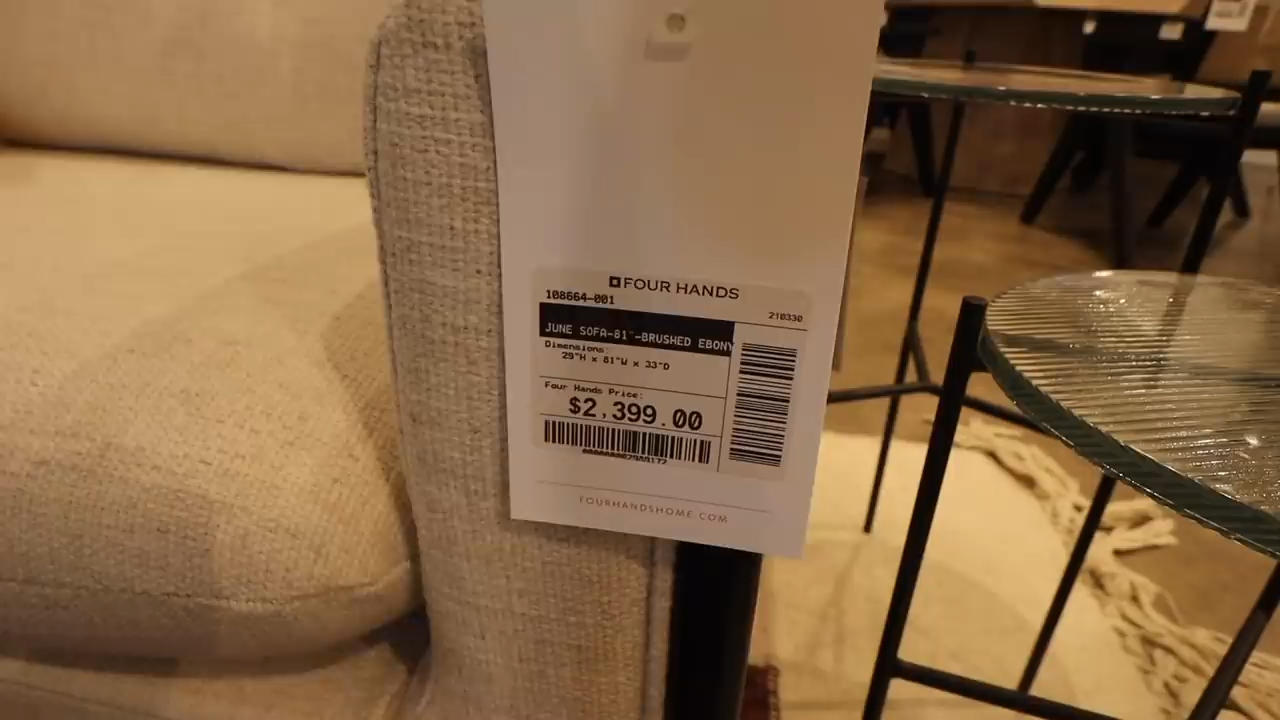 FOUR HANDS
108664-001
210330
JUNE SOFA-81"-BRUSHED EBONY
Dimensions:
29"H x 81"W x 33"D
Four Hands Price:
$2,399.00
FOURHANDSHOME.COM